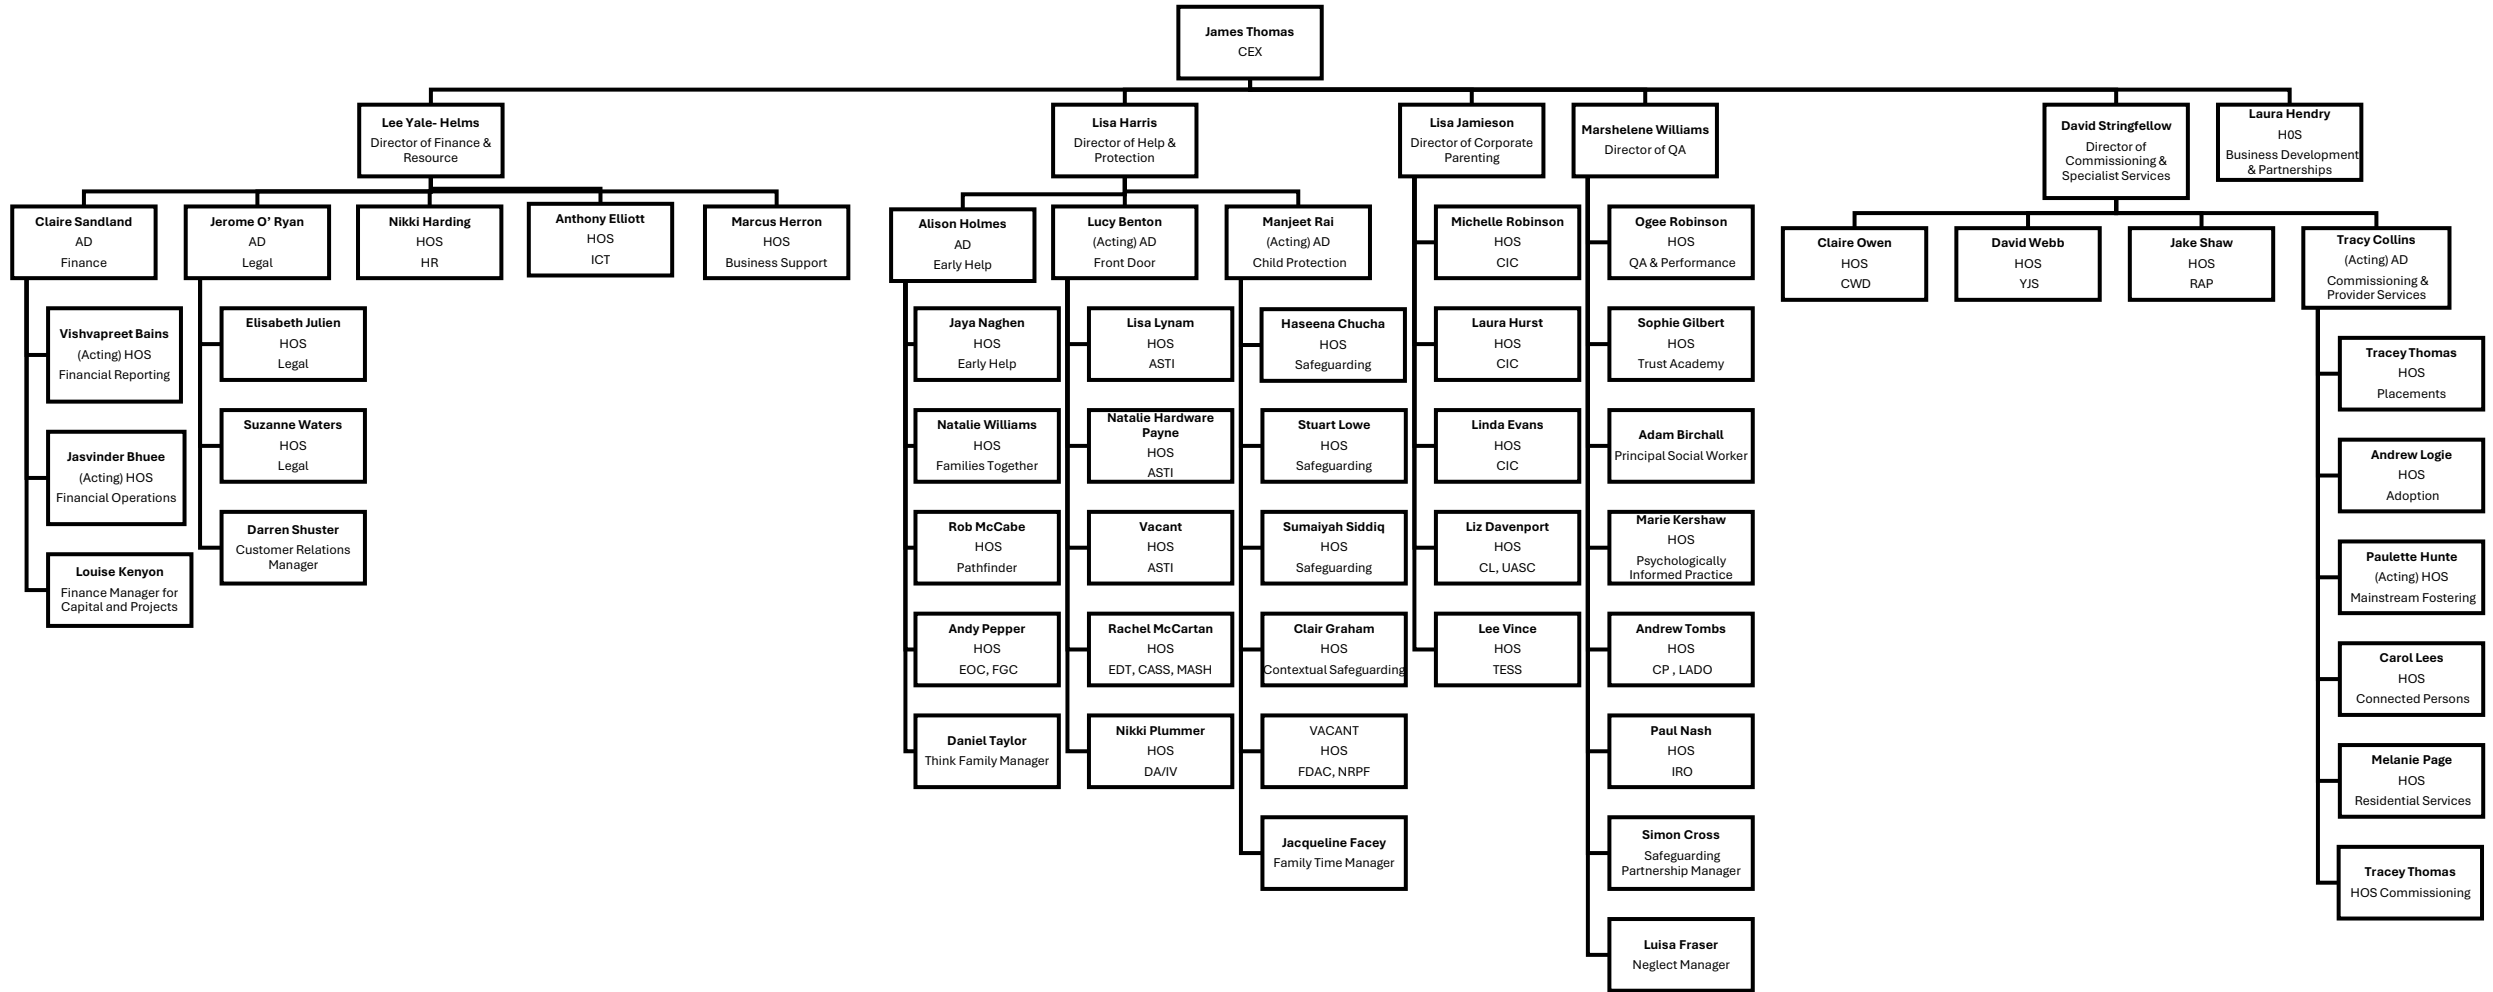 James Thomas
CEX
Lee Yale- Helms
Director of Finance &
Resource
Lisa Harris
Director of Help &
Protection
Lisa Jamieson
Director of Corporate
Parenting
Marshelene Williams
Director of QA
David Stringfellow
Director of
Commissioning &
Specialist Services
Laura Hendry
H0S
Business Development
& Partnerships
Claire Sandland
AD
Finance
Vishvapreet Bains
(Acting) HOS
Financial Reporting
Jasvinder Bhuee
(Acting) HOS
Financial Operations
Louise Kenyon
Finance Manager for
Capital and Projects
Jerome O’ Ryan
AD
Legal
Elisabeth Julien
HOS
Legal
Suzanne Waters
HOS
Legal
Darren Shuster
Customer Relations
Manager
Nikki Harding
HOS
HR
Anthony Elliott
HOS
ICT
Marcus Herron
HOS
Business Support
Alison Holmes
AD
Early Help
Jaya Naghen
HOS
Early Help
Natalie Williams
HOS
Families Together
Rob McCabe
HOS
Pathfinder
Andy Pepper
HOS
EOC, FGC
Daniel Taylor
Think Family Manager
Lucy Benton
(Acting) AD
Front Door
Lisa Lynam
HOS
ASTI
Natalie Hardware
Payne
HOS
ASTI
Vacant
HOS
ASTI
Rachel McCartan
HOS
EDT, CASS, MASH
Nikki Plummer
HOS
DA/IV
Manjeet Rai
(Acting) AD
Child Protection
Haseena Chucha
HOS
Safeguarding
Stuart Lowe
HOS
Safeguarding
Sumaiyah Siddiq
HOS
Safeguarding
Clair Graham
HOS
Contextual Safeguarding
VACANT
HOS
FDAC, NRPF
Jacqueline Facey
Family Time Manager
Michelle Robinson
HOS
CIC
Laura Hurst
HOS
CIC
Linda Evans
HOS
CIC
Liz Davenport
HOS
CL, UASC
Lee Vince
HOS
TESS
Ogee Robinson
HOS
QA & Performance
Sophie Gilbert
HOS
Trust Academy
Adam Birchall
Principal Social Worker
Marie Kershaw
HOS
Psychologically
Informed Practice
Andrew Tombs
HOS
CP , LADO
Paul Nash
HOS
IRO
Simon Cross
Safeguarding
Partnership Manager
Luisa Fraser
Neglect Manager
Claire Owen
HOS
CWD
David Webb
HOS
YJS
Jake Shaw
HOS
RAP
Tracy Collins
(Acting) AD
Commissioning &
Provider Services
Tracey Thomas
HOS
Placements
Andrew Logie
HOS
Adoption
Paulette Hunte
(Acting) HOS
Mainstream Fostering
Carol Lees
HOS
Connected Persons
Melanie Page
HOS
Residential Services
Tracey Thomas
HOS Commissioning